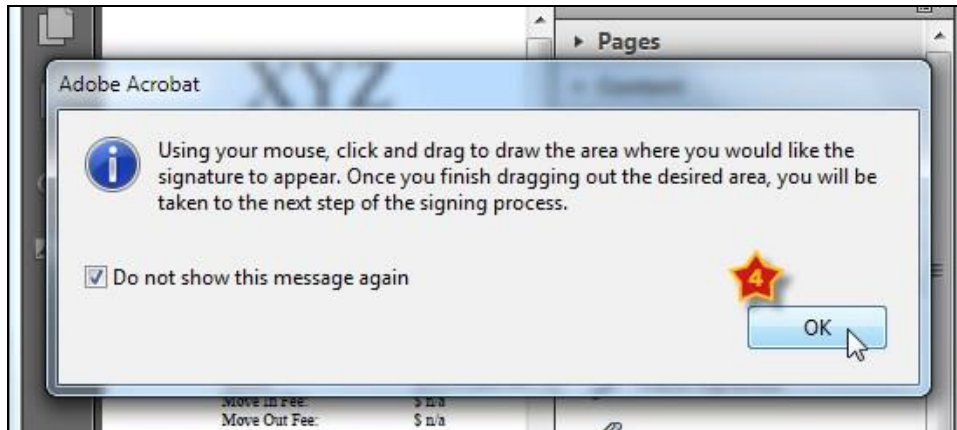 Pages
Adobe Acrobat
XYZ
Content
Using your mouse, click and drag to draw the area where you would like the
signature to appear. Once you finish dragging out the desired area, you will be
taken to the next step of the signing process.
Do not show this message again
4
OK
Move In Fee: $ n/a
Move Out Fee: $ n/a